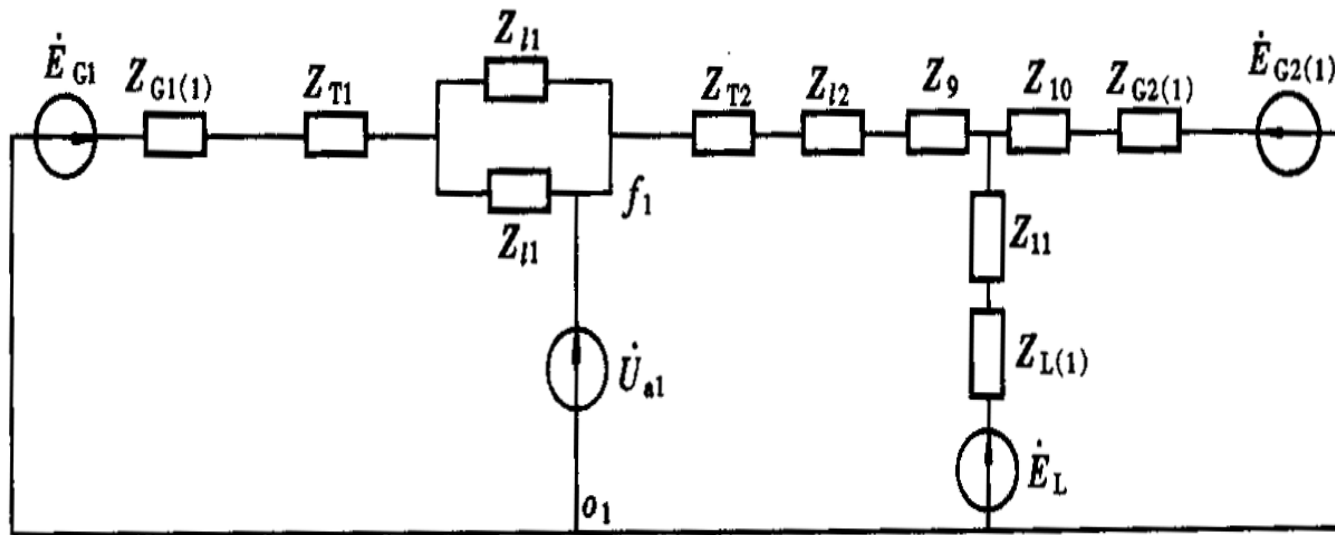 Ė_G1
Z_G1(1)
Z_T1
Z_l1
Z_l1
f_1
Z_T2
Z_l2
Z_9
Z_10
Z_G2(1)
Ė_G2(1)
Z_11
Z_L(1)
U̇_a1
Ė_L
o_1